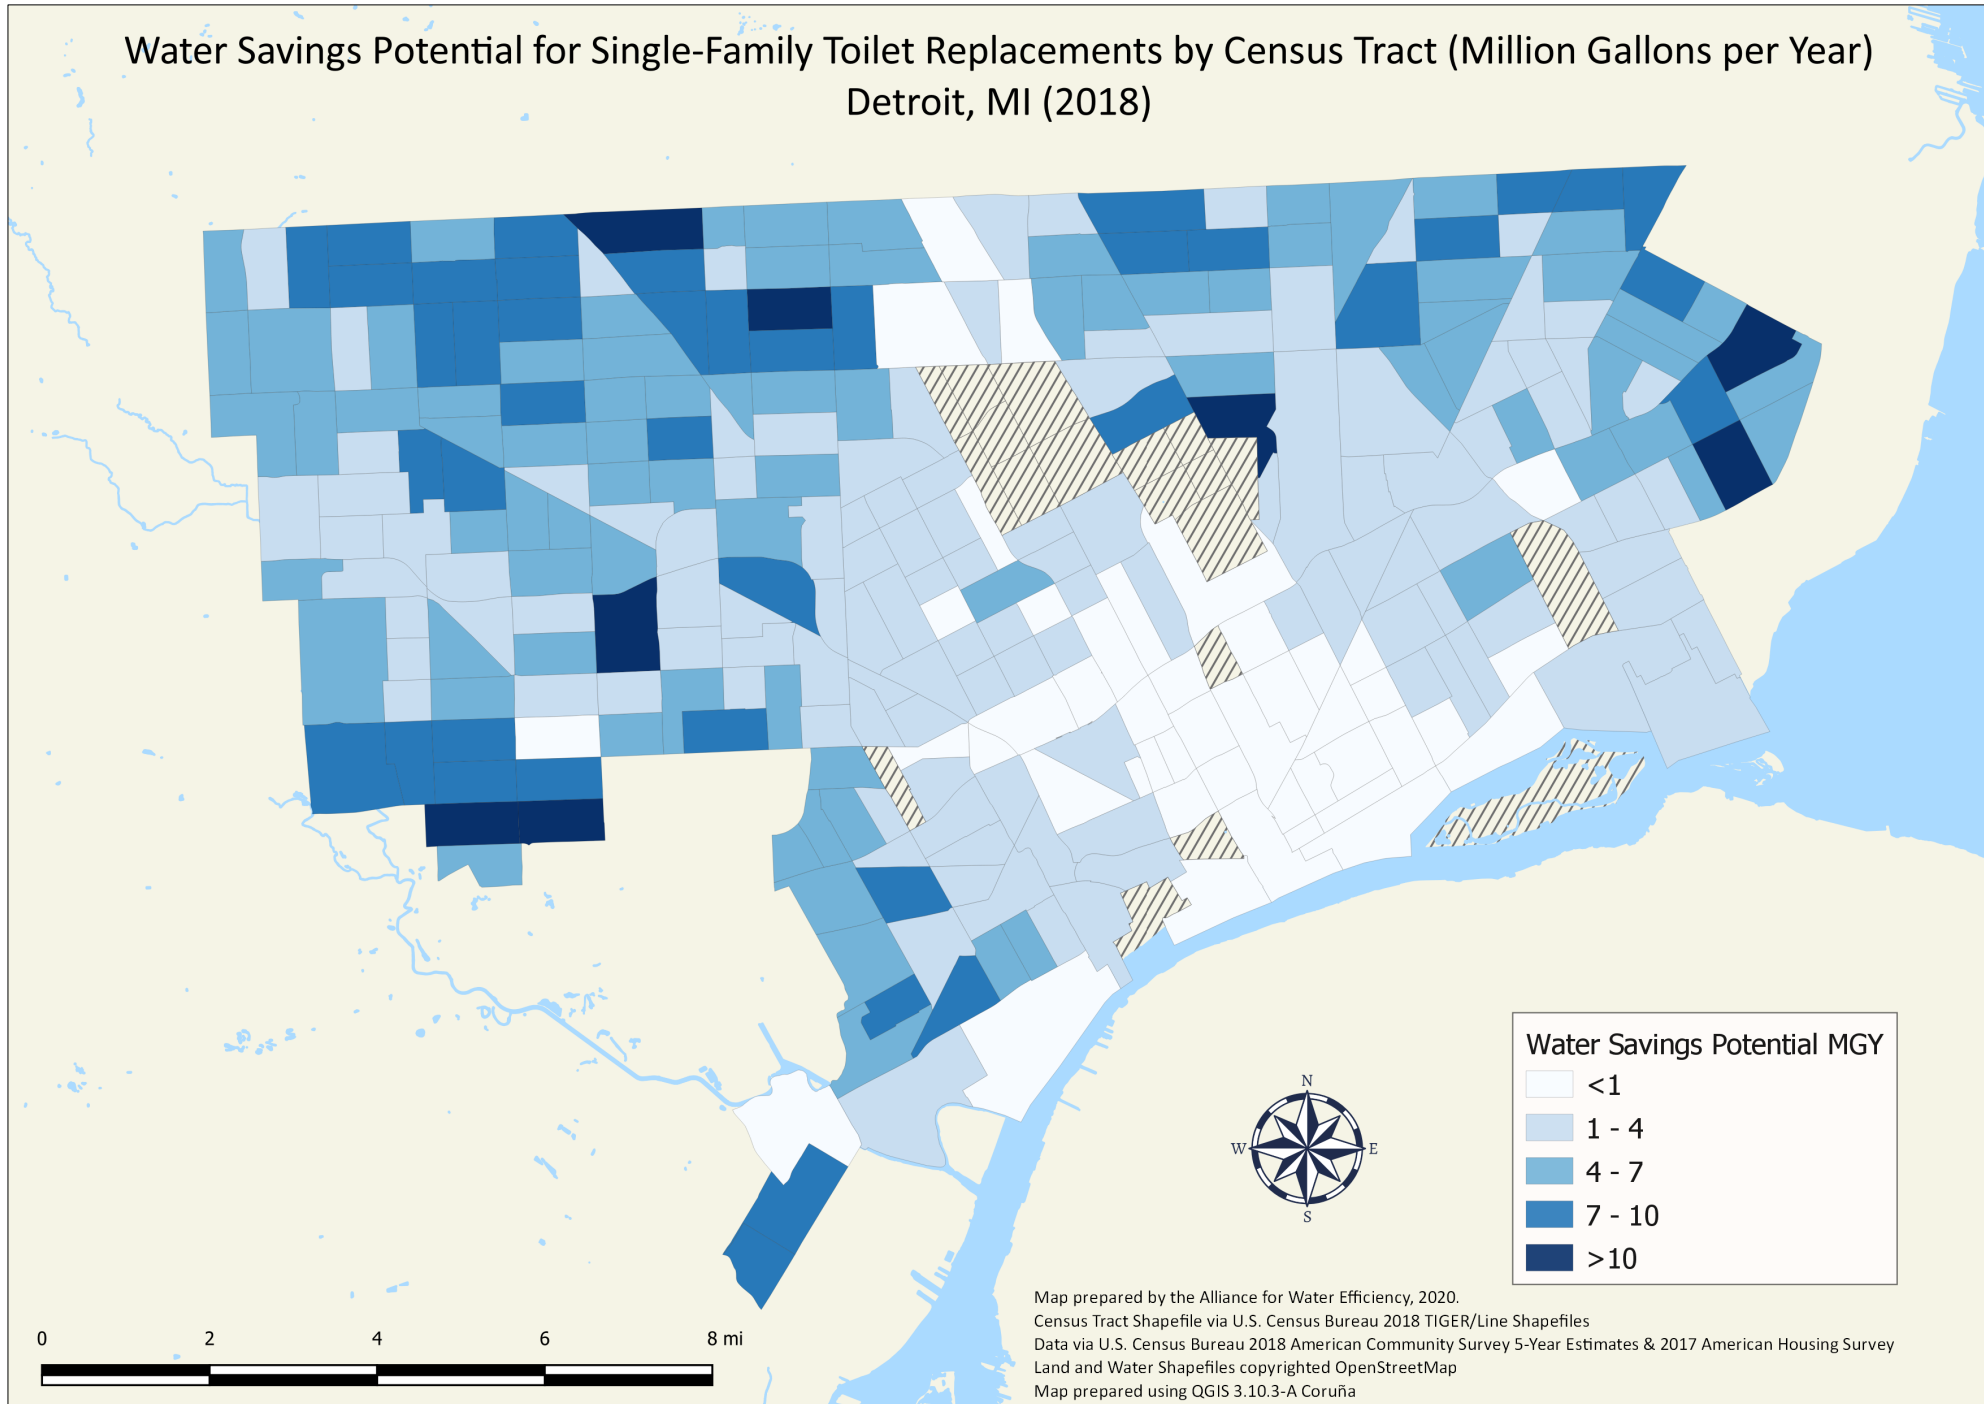 Water Savings Potential for Single-Family Toilet Replacements by Census Tract (Million Gallons per Year)
Detroit, MI (2018)
Water Savings Potential MGY
<1
1 - 4
4 - 7
7 - 10
>10
N
W
E
S
Map prepared by the Alliance for Water Efficiency, 2020.
Census Tract Shapefile via U.S. Census Bureau 2018 TIGER/Line Shapefiles
Data via U.S. Census Bureau 2018 American Community Survey 5-Year Estimates & 2017 American Housing Survey
Land and Water Shapefiles copyrighted OpenStreetMap
Map prepared using QGIS 3.10.3-A Coruña
0 2 4 6 8 mi